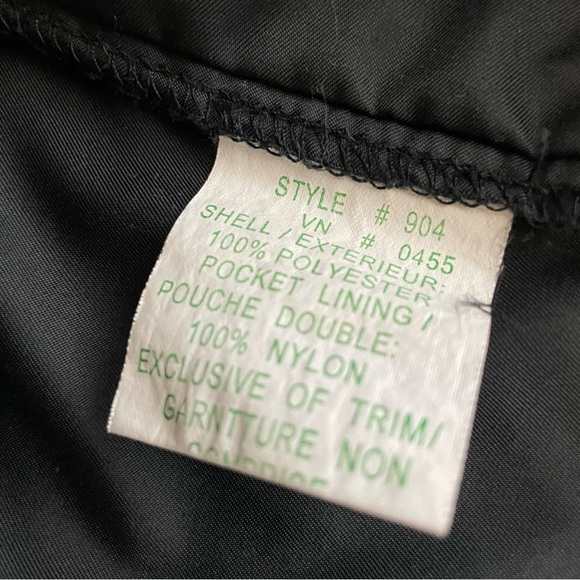 STYLE # 904
VN # 0455
SHELL / EXTERIEUR:
100% POLYESTER
POCKET LINING /
POUCHE DOUBLE:
100% NYLON
EXCLUSIVE OF TRIM/
GARNTTURE NON